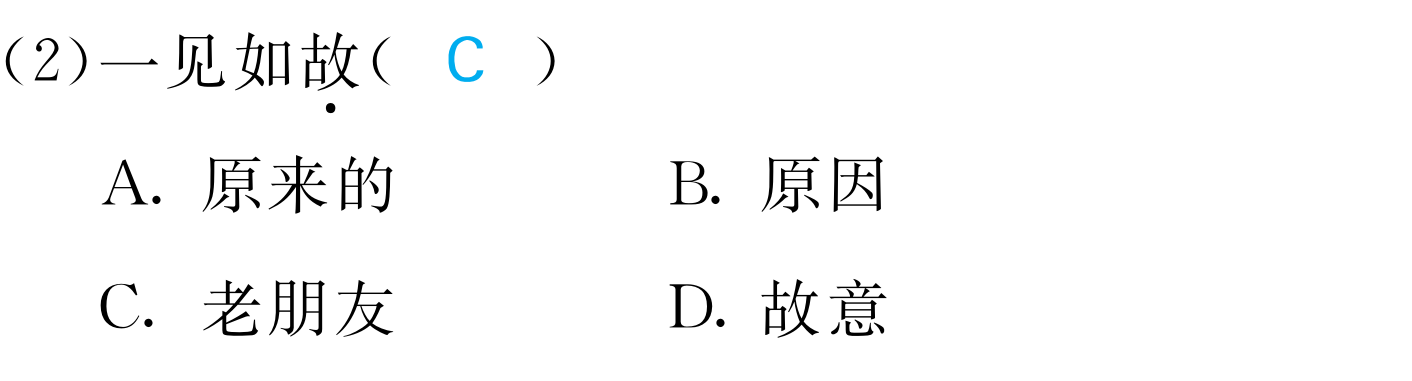 (2)一见如故( C )
A. 原来的 B. 原因
C. 老朋友 D. 故意